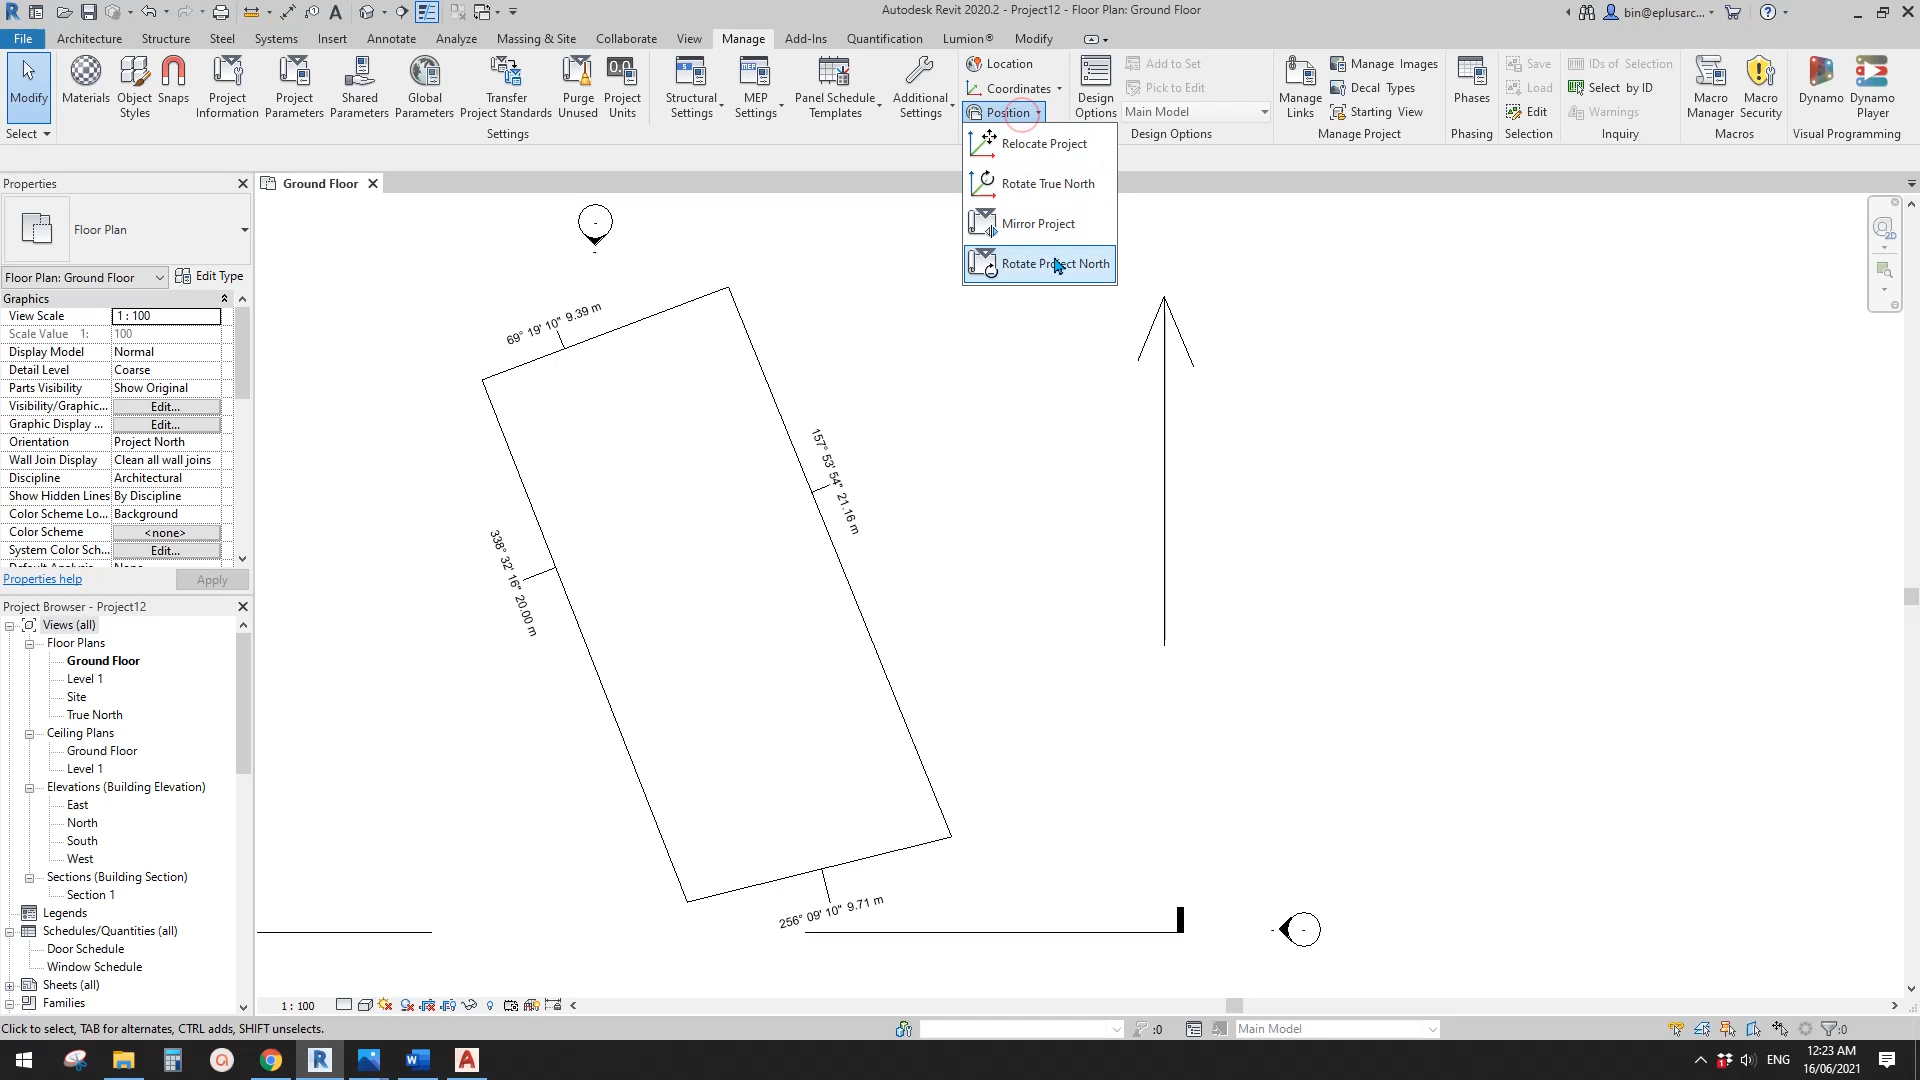 Autodesk Revit 2020.2 - Project12 - Floor Plan: Ground Floor
bin@eplusarc...
File Architecture Structure Steel Systems Insert Annotate Analyze Massing & Site Collaborate View Manage Add-Ins Quantification Lumion® Modify
Modify
Select
Materials
Object Styles
Snaps
Project Information
Project Parameters
Shared Parameters
Global Parameters
Transfer Project Standards
Purge Unused
Project Units
Settings
Structural Settings
MEP Settings
Panel Schedule Templates
Additional Settings
Location
Coordinates
Position
Relocate Project
Rotate True North
Mirror Project
Rotate Project North
Design Options
Add to Set
Pick to Edit
Main Model
Design Options
Manage Links
Manage Images
Decal Types
Starting View
Manage Project
Phases
Phasing
Save
Load
Edit
Selection
IDs of Selection
Select by ID
Warnings
Inquiry
Macro Manager
Macro Security
Macros
Dynamo
Dynamo Player
Visual Programming
Properties
Floor Plan
Floor Plan: Ground Floor
Edit Type
Graphics
View Scale 1 : 100
Scale Value 1: 100
Display Model Normal
Detail Level Coarse
Parts Visibility Show Original
Visibility/Graphic... Edit...
Graphic Display ... Edit...
Orientation Project North
Wall Join Display Clean all wall joins
Discipline Architectural
Show Hidden Lines By Discipline
Color Scheme Lo... Background
Color Scheme <none>
System Color Sch... Edit...
Properties help
Apply
Project Browser - Project12
Views (all)
Floor Plans
Ground Floor
Level 1
Site
True North
Ceiling Plans
Ground Floor
Level 1
Elevations (Building Elevation)
East
North
South
West
Sections (Building Section)
Section 1
Legends
Schedules/Quantities (all)
Door Schedule
Window Schedule
Sheets (all)
Families
Ground Floor
69° 19' 10" 9.39 m
157° 53' 54" 21.16 m
338° 32' 16" 20.00 m
256° 09' 10" 9.71 m
2D
1 : 100
Click to select, TAB for alternates, CTRL adds, SHIFT unselects.
:0
Main Model
:0
ENG
12:23 AM
16/06/2021